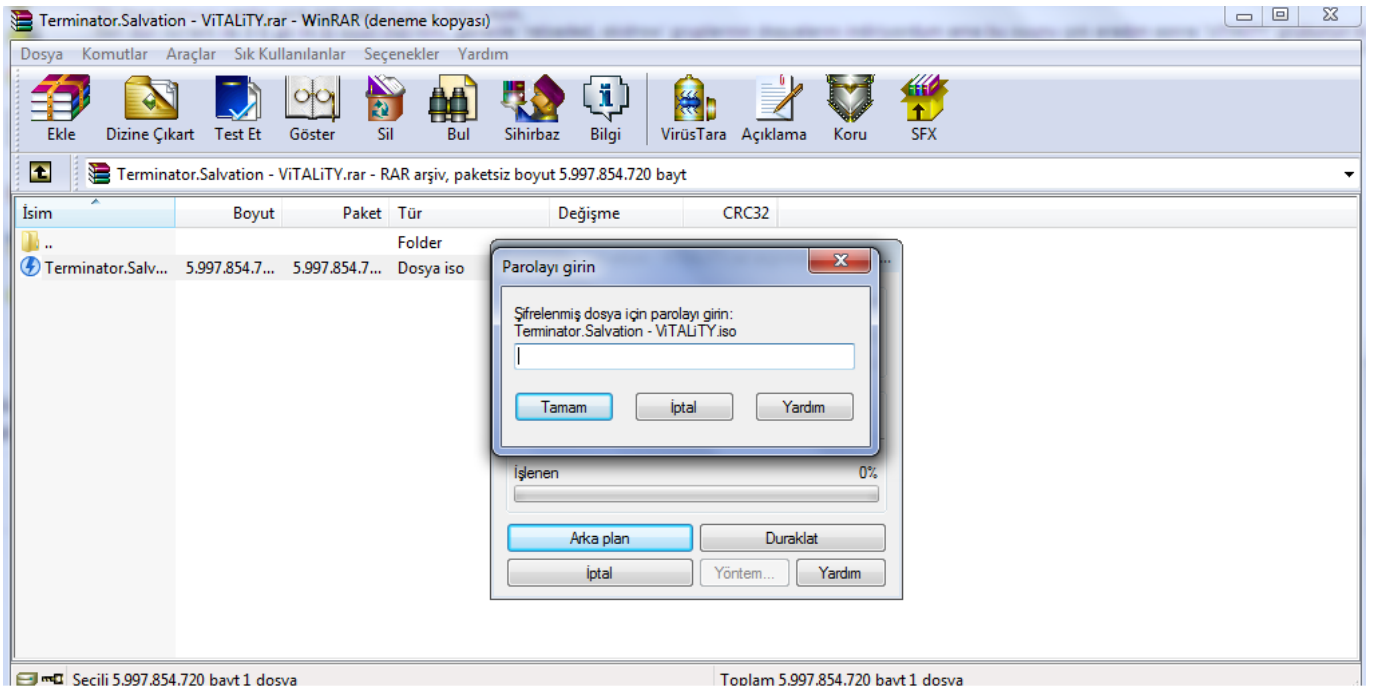 Terminator.Salvation - ViTALiTY.rar - WinRAR (deneme kopyası)
Dosya Komutlar Araçlar Sık Kullanılanlar Seçenekler Yardım
Ekle Dizine Çıkart Test Et Göster Sil Bul Sihirbaz Bilgi VirüsTara Açıklama Koru SFX
Terminator.Salvation - ViTALiTY.rar - RAR arşiv, paketsiz boyut 5.997.854.720 bayt
İsim Boyut Paket Tür Değişme CRC32
.. Folder
Terminator.Salv... 5.997.854.7... 5.997.854.7... Dosya iso
Parolayı girin
Şifrelenmiş dosya için parolayı girin:
Terminator.Salvation - ViTALiTY.iso
Tamam İptal Yardım
İşlenen 0%
Arka plan Duraklat
İptal Yöntem... Yardım
Seçili 5.997.854.720 bayt 1 dosya Toplam 5.997.854.720 bayt 1 dosya